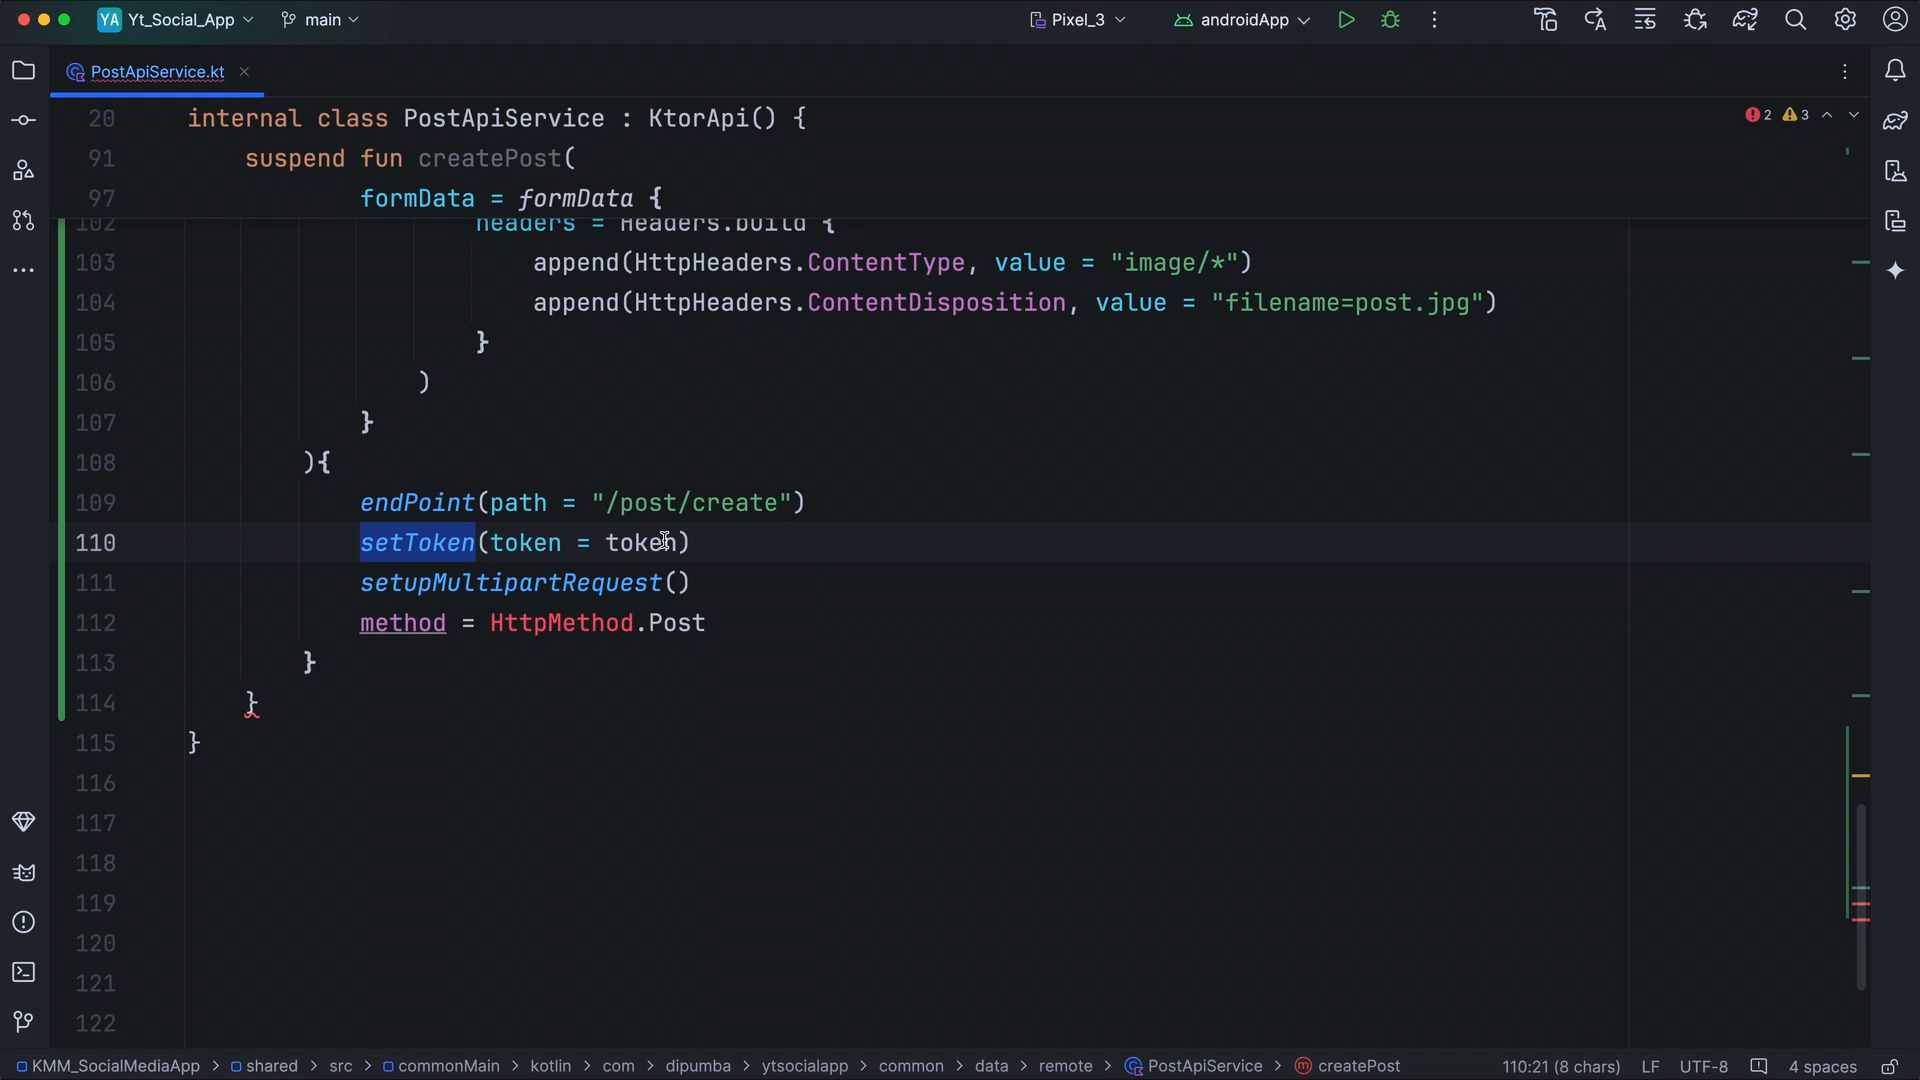 YA Yt_Social_App main Pixel_3 androidApp
PostApiService.kt
20 internal class PostApiService : KtorApi() {
91 suspend fun createPost(
97 formData = formData {
2 3
102 headers = Headers.build {
103 append(HttpHeaders.ContentType, value = "image/*")
104 append(HttpHeaders.ContentDisposition, value = "filename=post.jpg")
105 }
106 )
107 }
108 ){
109 endPoint(path = "/post/create")
110 setToken(token = token)
111 setupMultipartRequest()
112 method = HttpMethod.Post
113 }
114 }
115 }
116
117
118
119
120
121
122
KMM_SocialMediaApp > shared > src > commonMain > kotlin > com > dipumba > ytsocialapp > common > data > remote > PostApiService > createPost 110:21 (8 chars) LF UTF-8 4 spaces